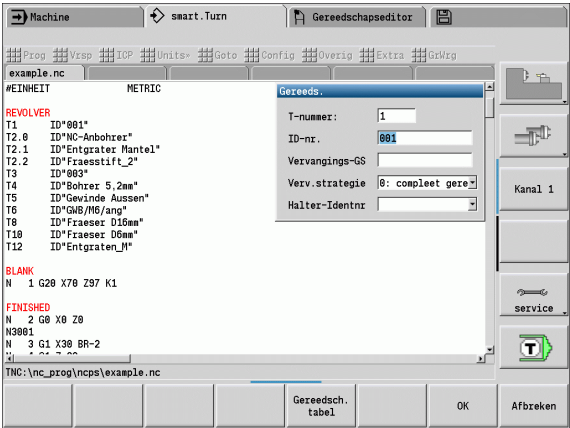 Machine smart.Turn Gereedschapseditor
Prog Vrsp ICP Units» Goto Config Overig Extra GrWrg
example.nc
#EINHEIT METRIC
REVOLVER
T1 ID"001"
T2.0 ID"NC-Anbohrer"
T2.1 ID"Entgrater Mantel"
T2.2 ID"Fraesstift_2"
T3 ID"003"
T4 ID"Bohrer 5,2mm"
T5 ID"Gewinde Aussen"
T6 ID"GWB/M6/ang"
T8 ID"Fraeser D16mm"
T10 ID"Fraeser D6mm"
T12 ID"Entgraten_M"
BLANK
N 1 G20 X70 Z97 K1
FINISHED
N 2 G0 X0 Z0
N3001
N 3 G1 X30 BR-2
Gereeds.
T-nummer: 1
ID-nr. 001
Vervangings-GS
Verv.strategie 0: compleet gere
Halter-Identnr
Kanal 1
service
T
TNC:\nc_prog\ncps\example.nc
Gereedsch.
tabel
OK
Afbreken